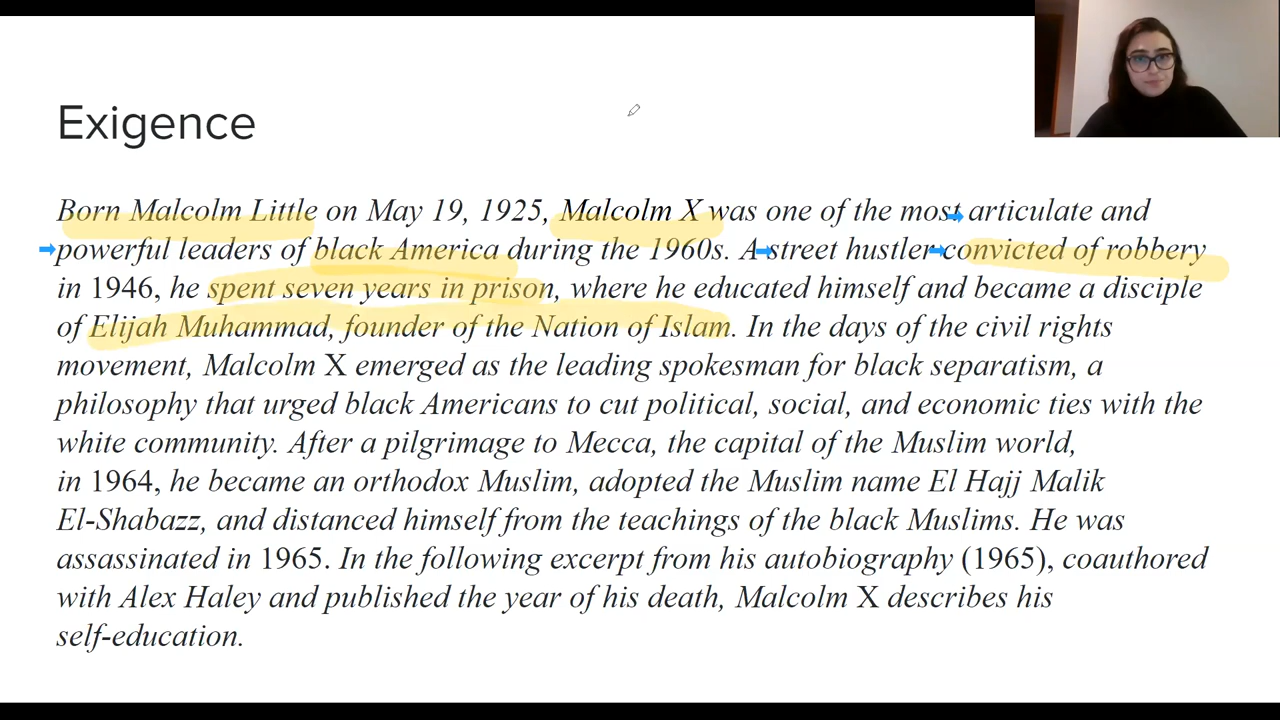 Exigence
Born Malcolm Little on May 19, 1925, Malcolm X was one of the most articulate and
powerful leaders of black America during the 1960s. A street hustler convicted of robbery
in 1946, he spent seven years in prison, where he educated himself and became a disciple
of Elijah Muhammad, founder of the Nation of Islam. In the days of the civil rights
movement, Malcolm X emerged as the leading spokesman for black separatism, a
philosophy that urged black Americans to cut political, social, and economic ties with the
white community. After a pilgrimage to Mecca, the capital of the Muslim world,
in 1964, he became an orthodox Muslim, adopted the Muslim name El Hajj Malik
El-Shabazz, and distanced himself from the teachings of the black Muslims. He was
assassinated in 1965. In the following excerpt from his autobiography (1965), coauthored
with Alex Haley and published the year of his death, Malcolm X describes his
self-education.